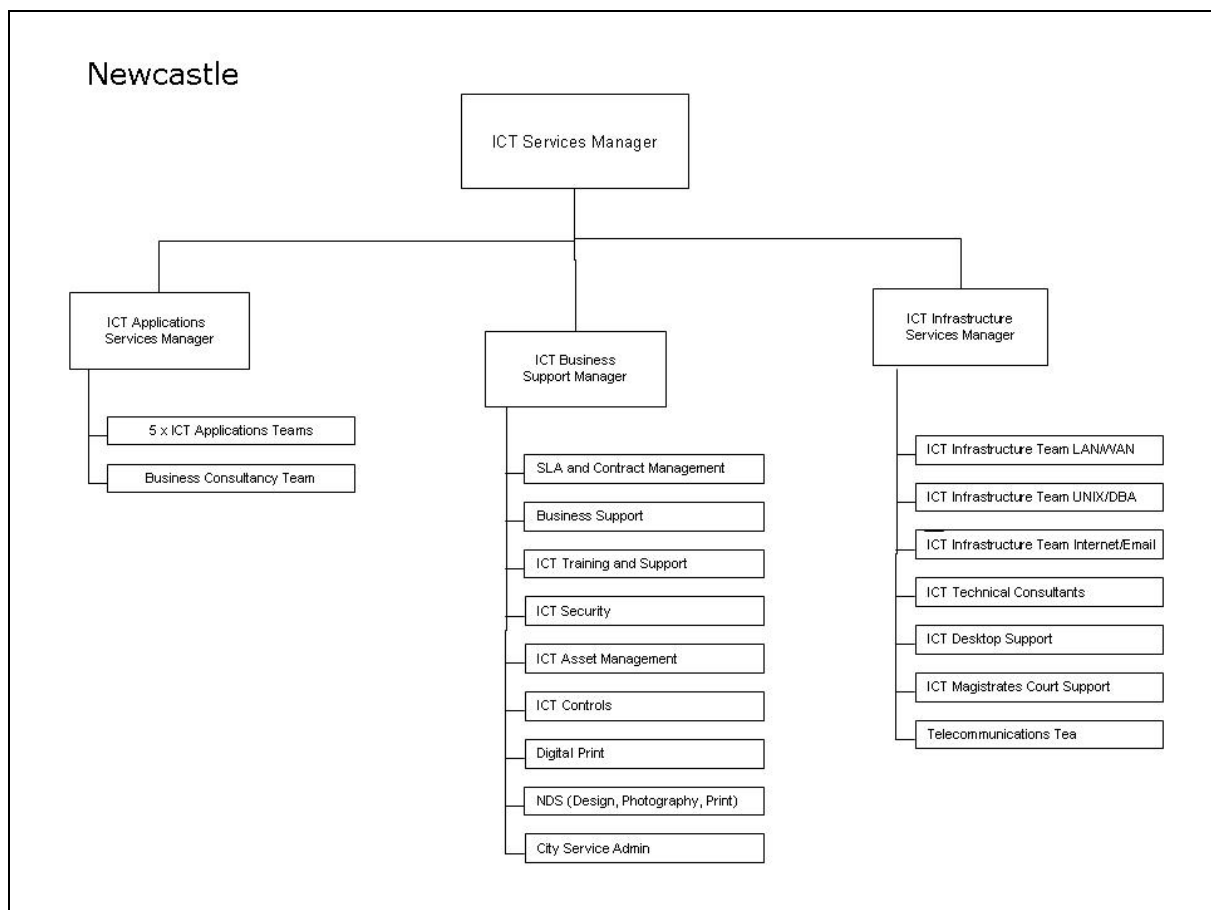 Newcastle
ICT Services Manager
ICT Applications
Services Manager
5 x ICT Applications Teams
Business Consultancy Team
ICT Business
Support Manager
SLA and Contract Management
Business Support
ICT Training and Support
ICT Security
ICT Asset Management
ICT Controls
Digital Print
NDS (Design, Photography, Print)
City Service Admin
ICT Infrastructure
Services Manager
ICT Infrastructure Team LAN/WAN
ICT Infrastructure Team UNIX/DBA
ICT Infrastructure Team Internet/Email
ICT Technical Consultants
ICT Desktop Support
ICT Magistrates Court Support
Telecommunications Tea